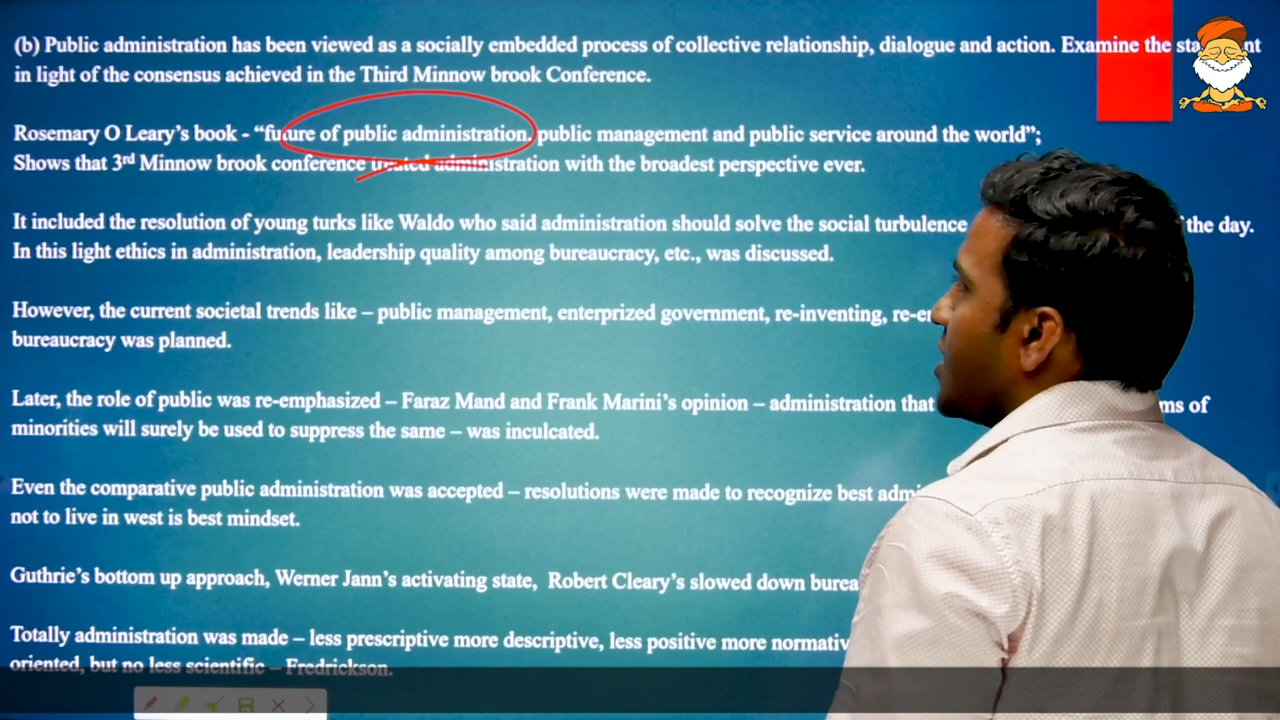 (b) Public administration has been viewed as a socially embedded process of collective relationship, dialogue and action. Examine the
in light of the consensus achieved in the Third Minnow brook Conference.
Rosemary O Leary's book - “future of public administration. public management and public service around the world”;
Shows that 3rd Minnow brook conference treated administration with the broadest perspective ever.
It included the resolution of young turks like Waldo who said administration should solve the social turbulence the day.
In this light ethics in administration, leadership quality among bureaucracy, etc., was discussed.
However, the current societal trends like – public management, enterprized government, re-inventing,
bureaucracy was planned.
Later, the role of public was re-emphasized – Faraz Mand and Frank Marini's opinion – administration that of
minorities will surely be used to suppress the same – was inculcated.
Even the comparative public administration was accepted – resolutions were made to recognize best
not to live in west is best mindset.
Guthrie's bottom up approach, Werner Jann's activating state, Robert Cleary's slowed down
Totally administration was made – less prescriptive more descriptive, less positive more
oriented, but no less scientific – Fredrickson.